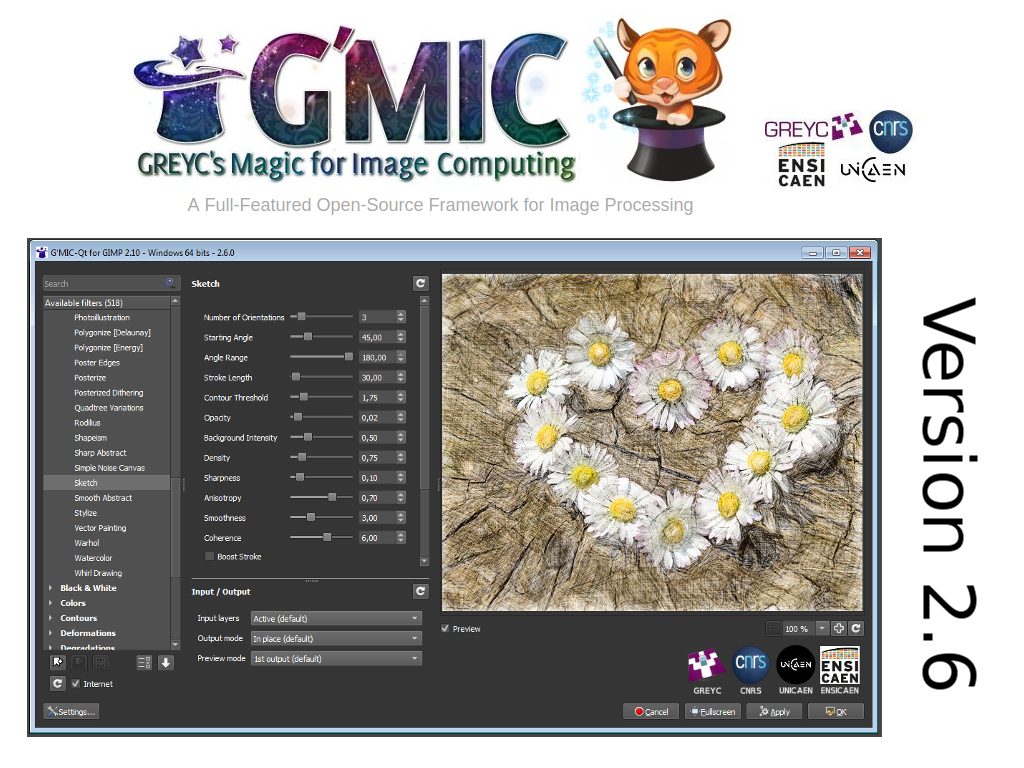 G'MIC
GREYC's Magic for Image Computing
GREYC
cnrs
ENSI
CAEN
UNICAEN
A Full-Featured Open-Source Framework for Image Processing
G'MIC-Qt for GIMP 2.10 - Windows 64 bits - 2.6.0
Search
Available filters (518)
Photoillustration
Polygonize [Delaunay]
Polygonize [Energy]
Poster Edges
Posterize
Posterized Dithering
Quadtree Variations
Rodilius
Shapeism
Sharp Abstract
Simple Noise Canvas
Sketch
Smooth Abstract
Stylize
Vector Painting
Warhol
Watercolor
Whirl Drawing
Black & White
Colors
Contours
Deformations
Degradations
Internet
Settings...
Sketch
Number of Orientations 3
Starting Angle 45,00
Angle Range 180,00
Stroke Length 30,00
Contour Threshold 1,75
Opacity 0,02
Background Intensity 0,50
Density 0,75
Sharpness 0,10
Anisotropy 0,70
Smoothness 3,00
Coherence 6,00
Boost Stroke
Input / Output
Input layers Active (default)
Output mode In place (default)
Preview mode 1st output (default)
Preview
100 %
GREYC
cnrs
CNRS
UNICAEN
UNICAEN
ENSI
CAEN
ENSICAEN
Cancel
Fullscreen
Apply
OK
Version 2.6